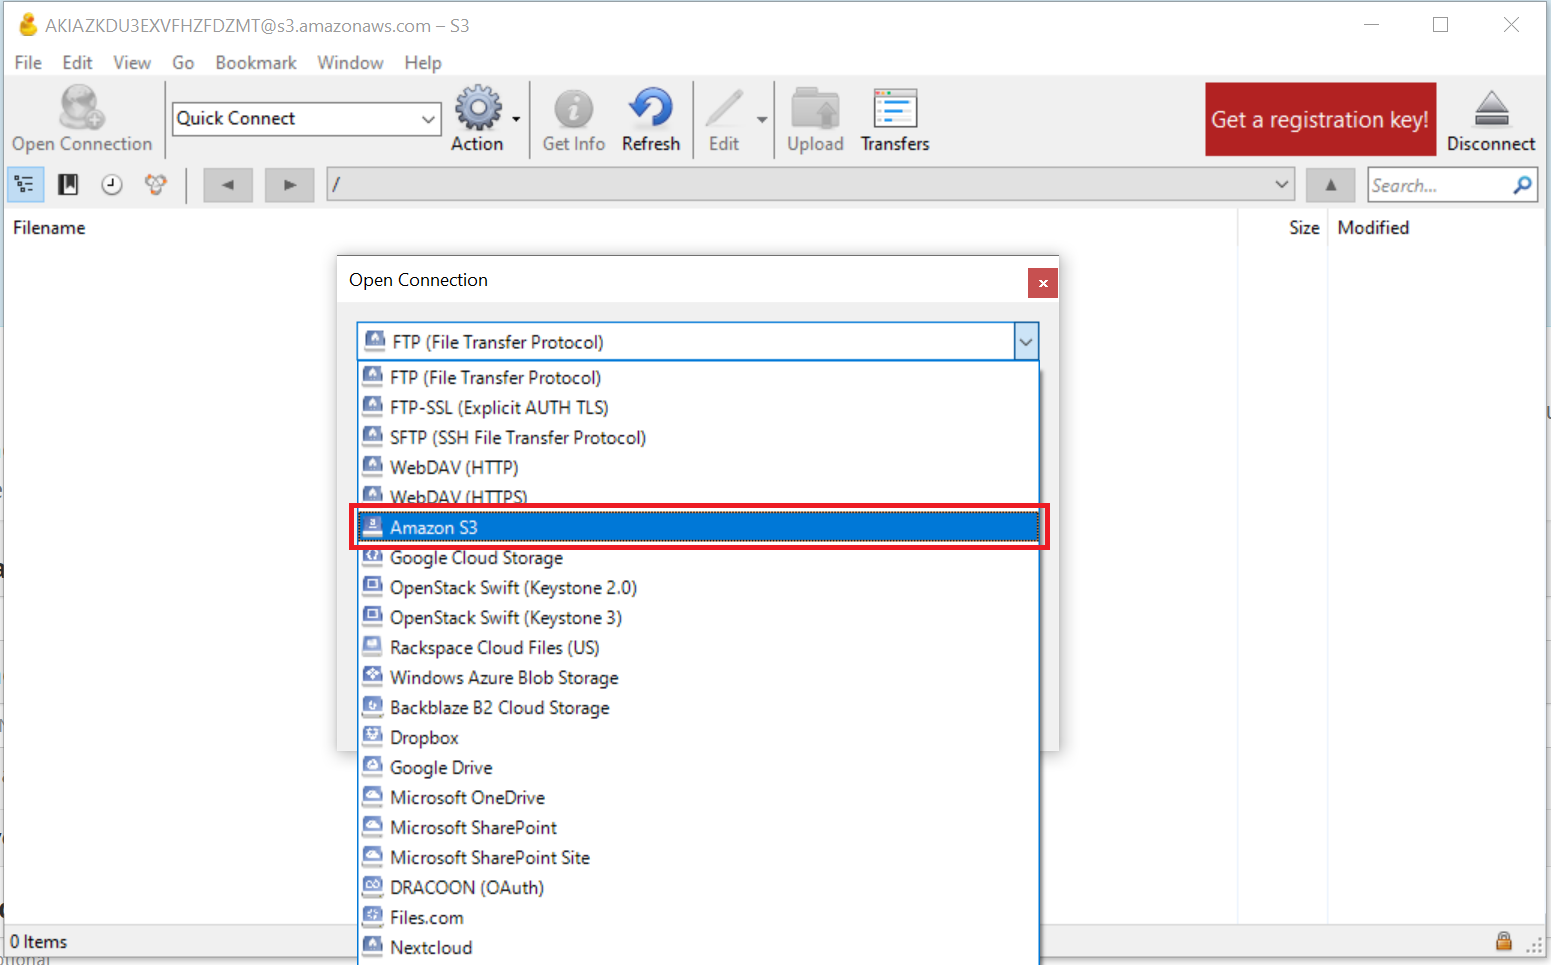 AKIAZKDU3EXVFHZFDZMT@s3.amazonaws.com – S3
File Edit View Go Bookmark Window Help
Open Connection
Quick Connect
Action
Get Info
Refresh
Edit
Upload
Transfers
Get a registration key!
Disconnect
/
Search...
Filename Size Modified
Open Connection
FTP (File Transfer Protocol)
FTP (File Transfer Protocol)
FTP-SSL (Explicit AUTH TLS)
SFTP (SSH File Transfer Protocol)
WebDAV (HTTP)
WebDAV (HTTPS)
Amazon S3
Google Cloud Storage
OpenStack Swift (Keystone 2.0)
OpenStack Swift (Keystone 3)
Rackspace Cloud Files (US)
Windows Azure Blob Storage
Backblaze B2 Cloud Storage
Dropbox
Google Drive
Microsoft OneDrive
Microsoft SharePoint
Microsoft SharePoint Site
DRACOON (OAuth)
Files.com
Nextcloud
0 Items